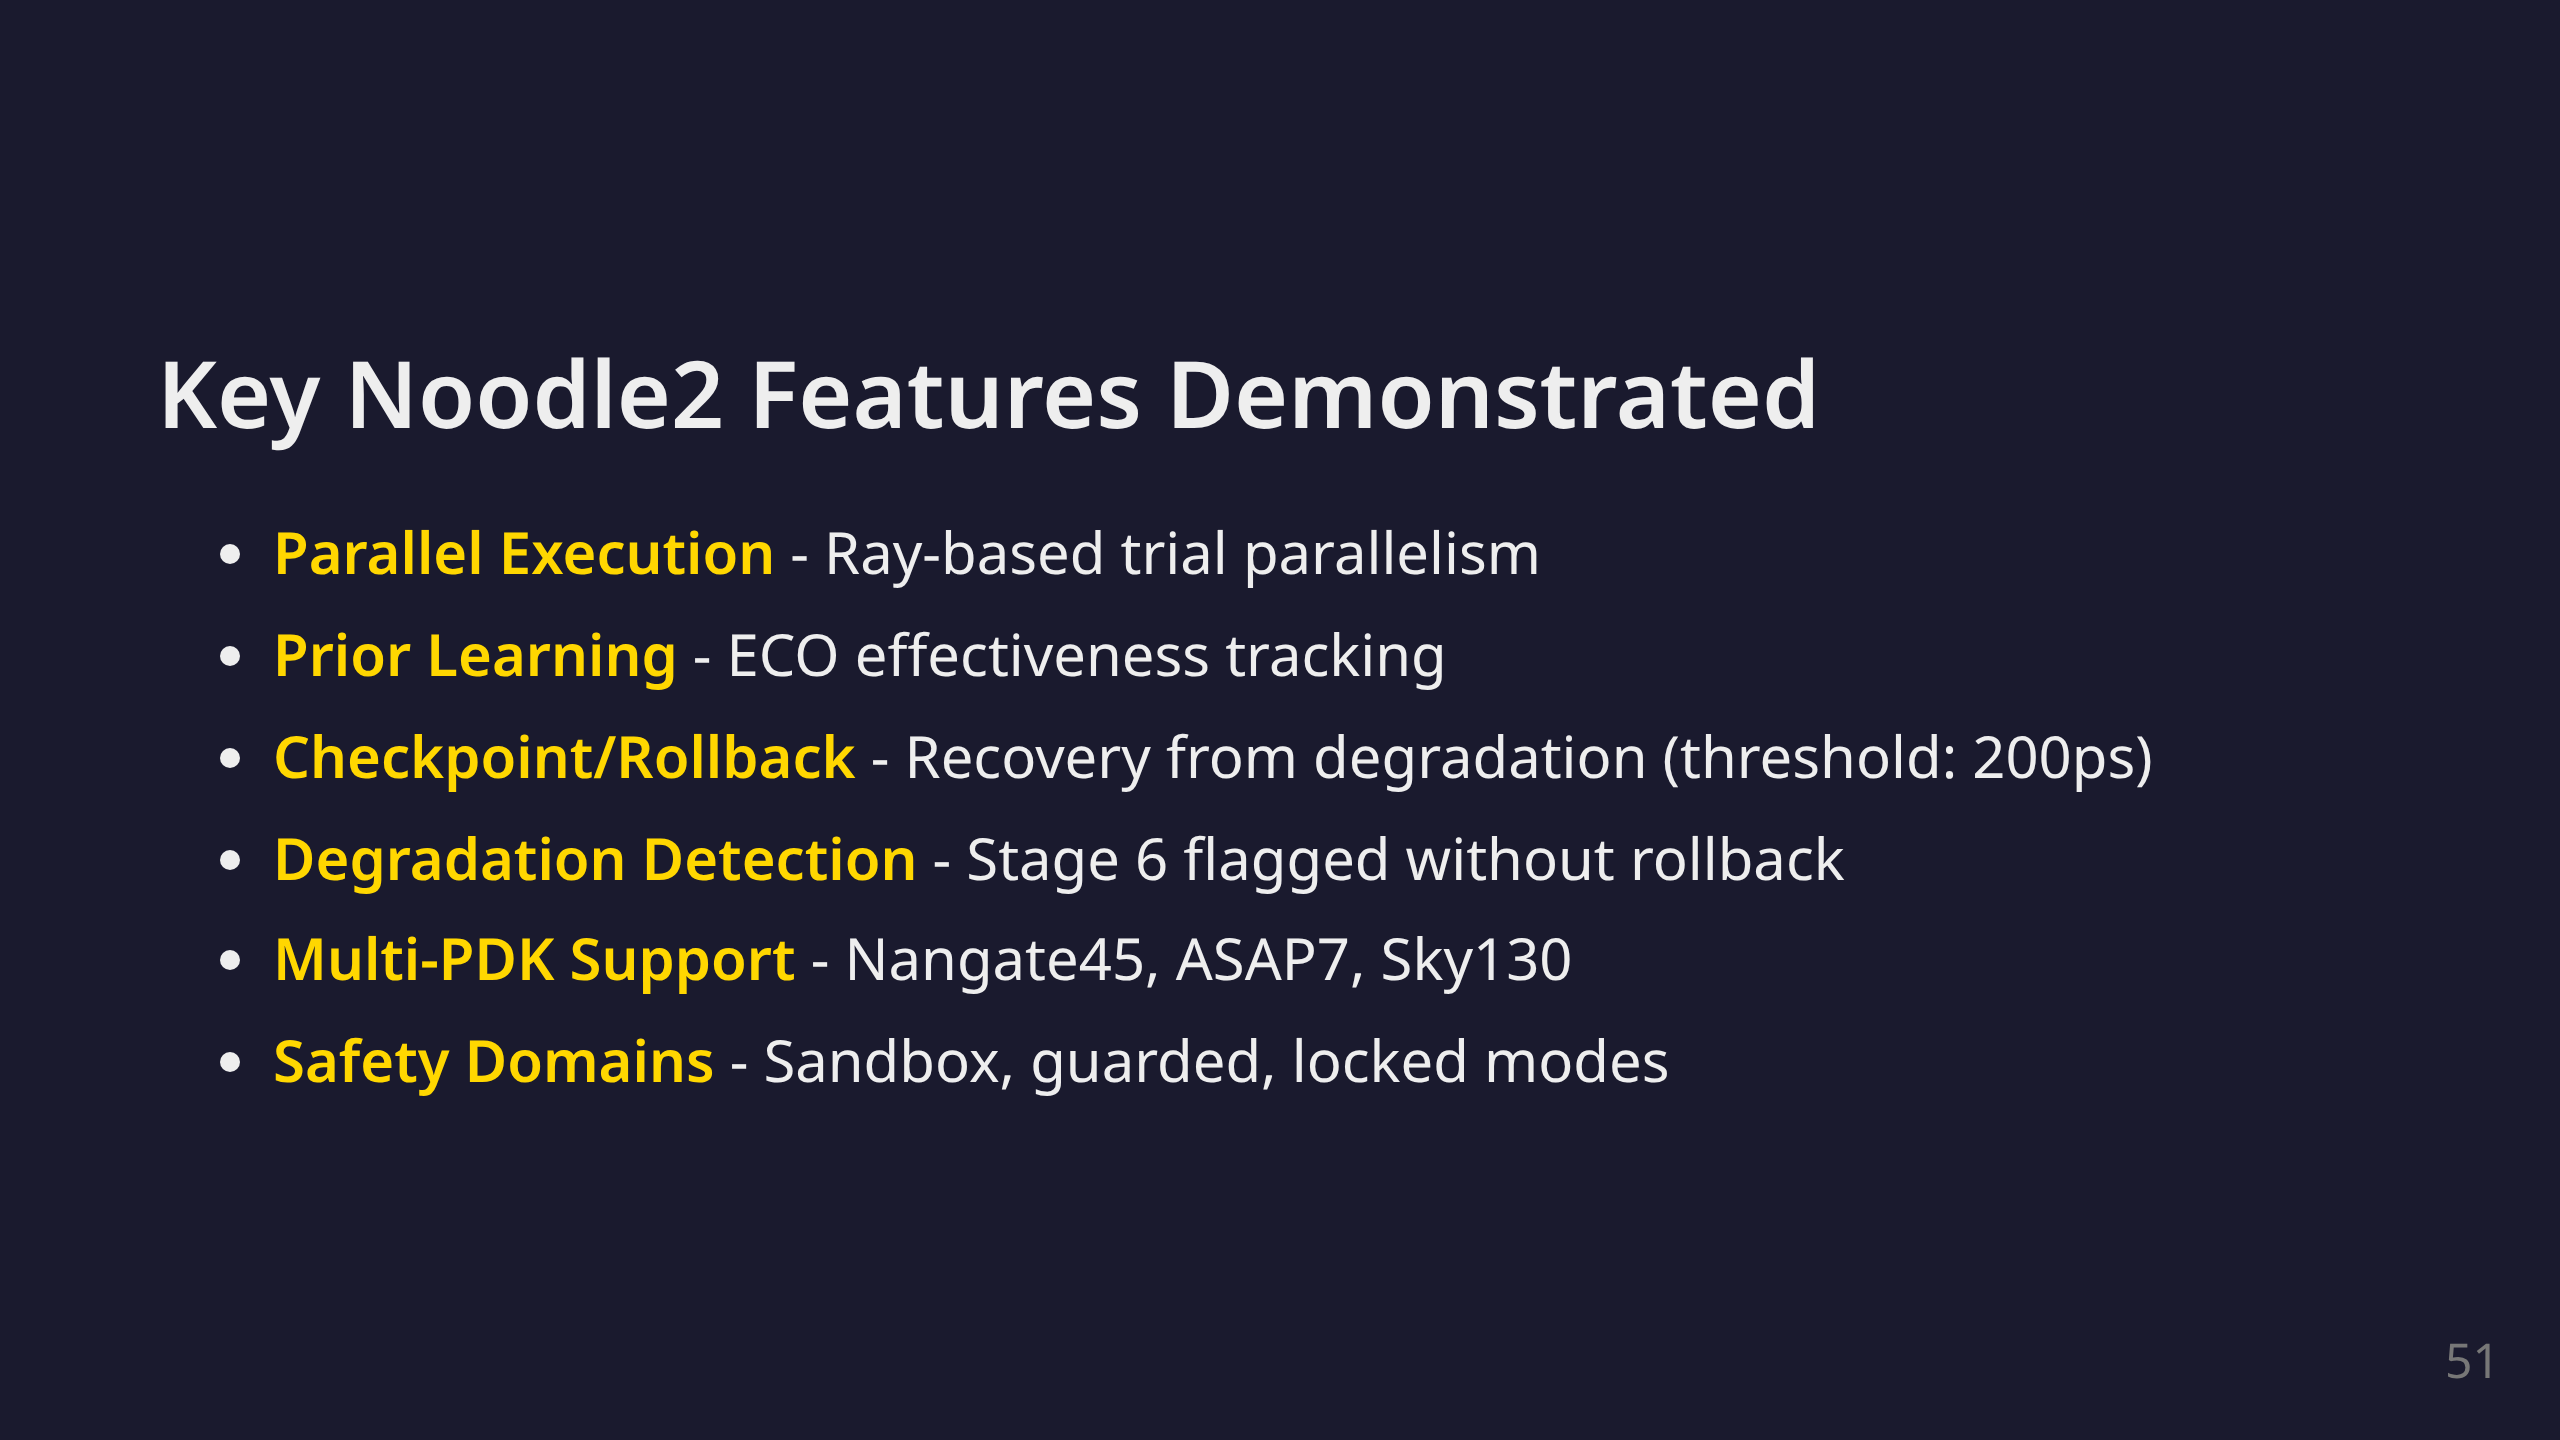 Key Noodle2 Features Demonstrated
• Parallel Execution - Ray-based trial parallelism
• Prior Learning - ECO effectiveness tracking
• Checkpoint/Rollback - Recovery from degradation (threshold: 200ps)
• Degradation Detection - Stage 6 flagged without rollback
• Multi-PDK Support - Nangate45, ASAP7, Sky130
• Safety Domains - Sandbox, guarded, locked modes
51